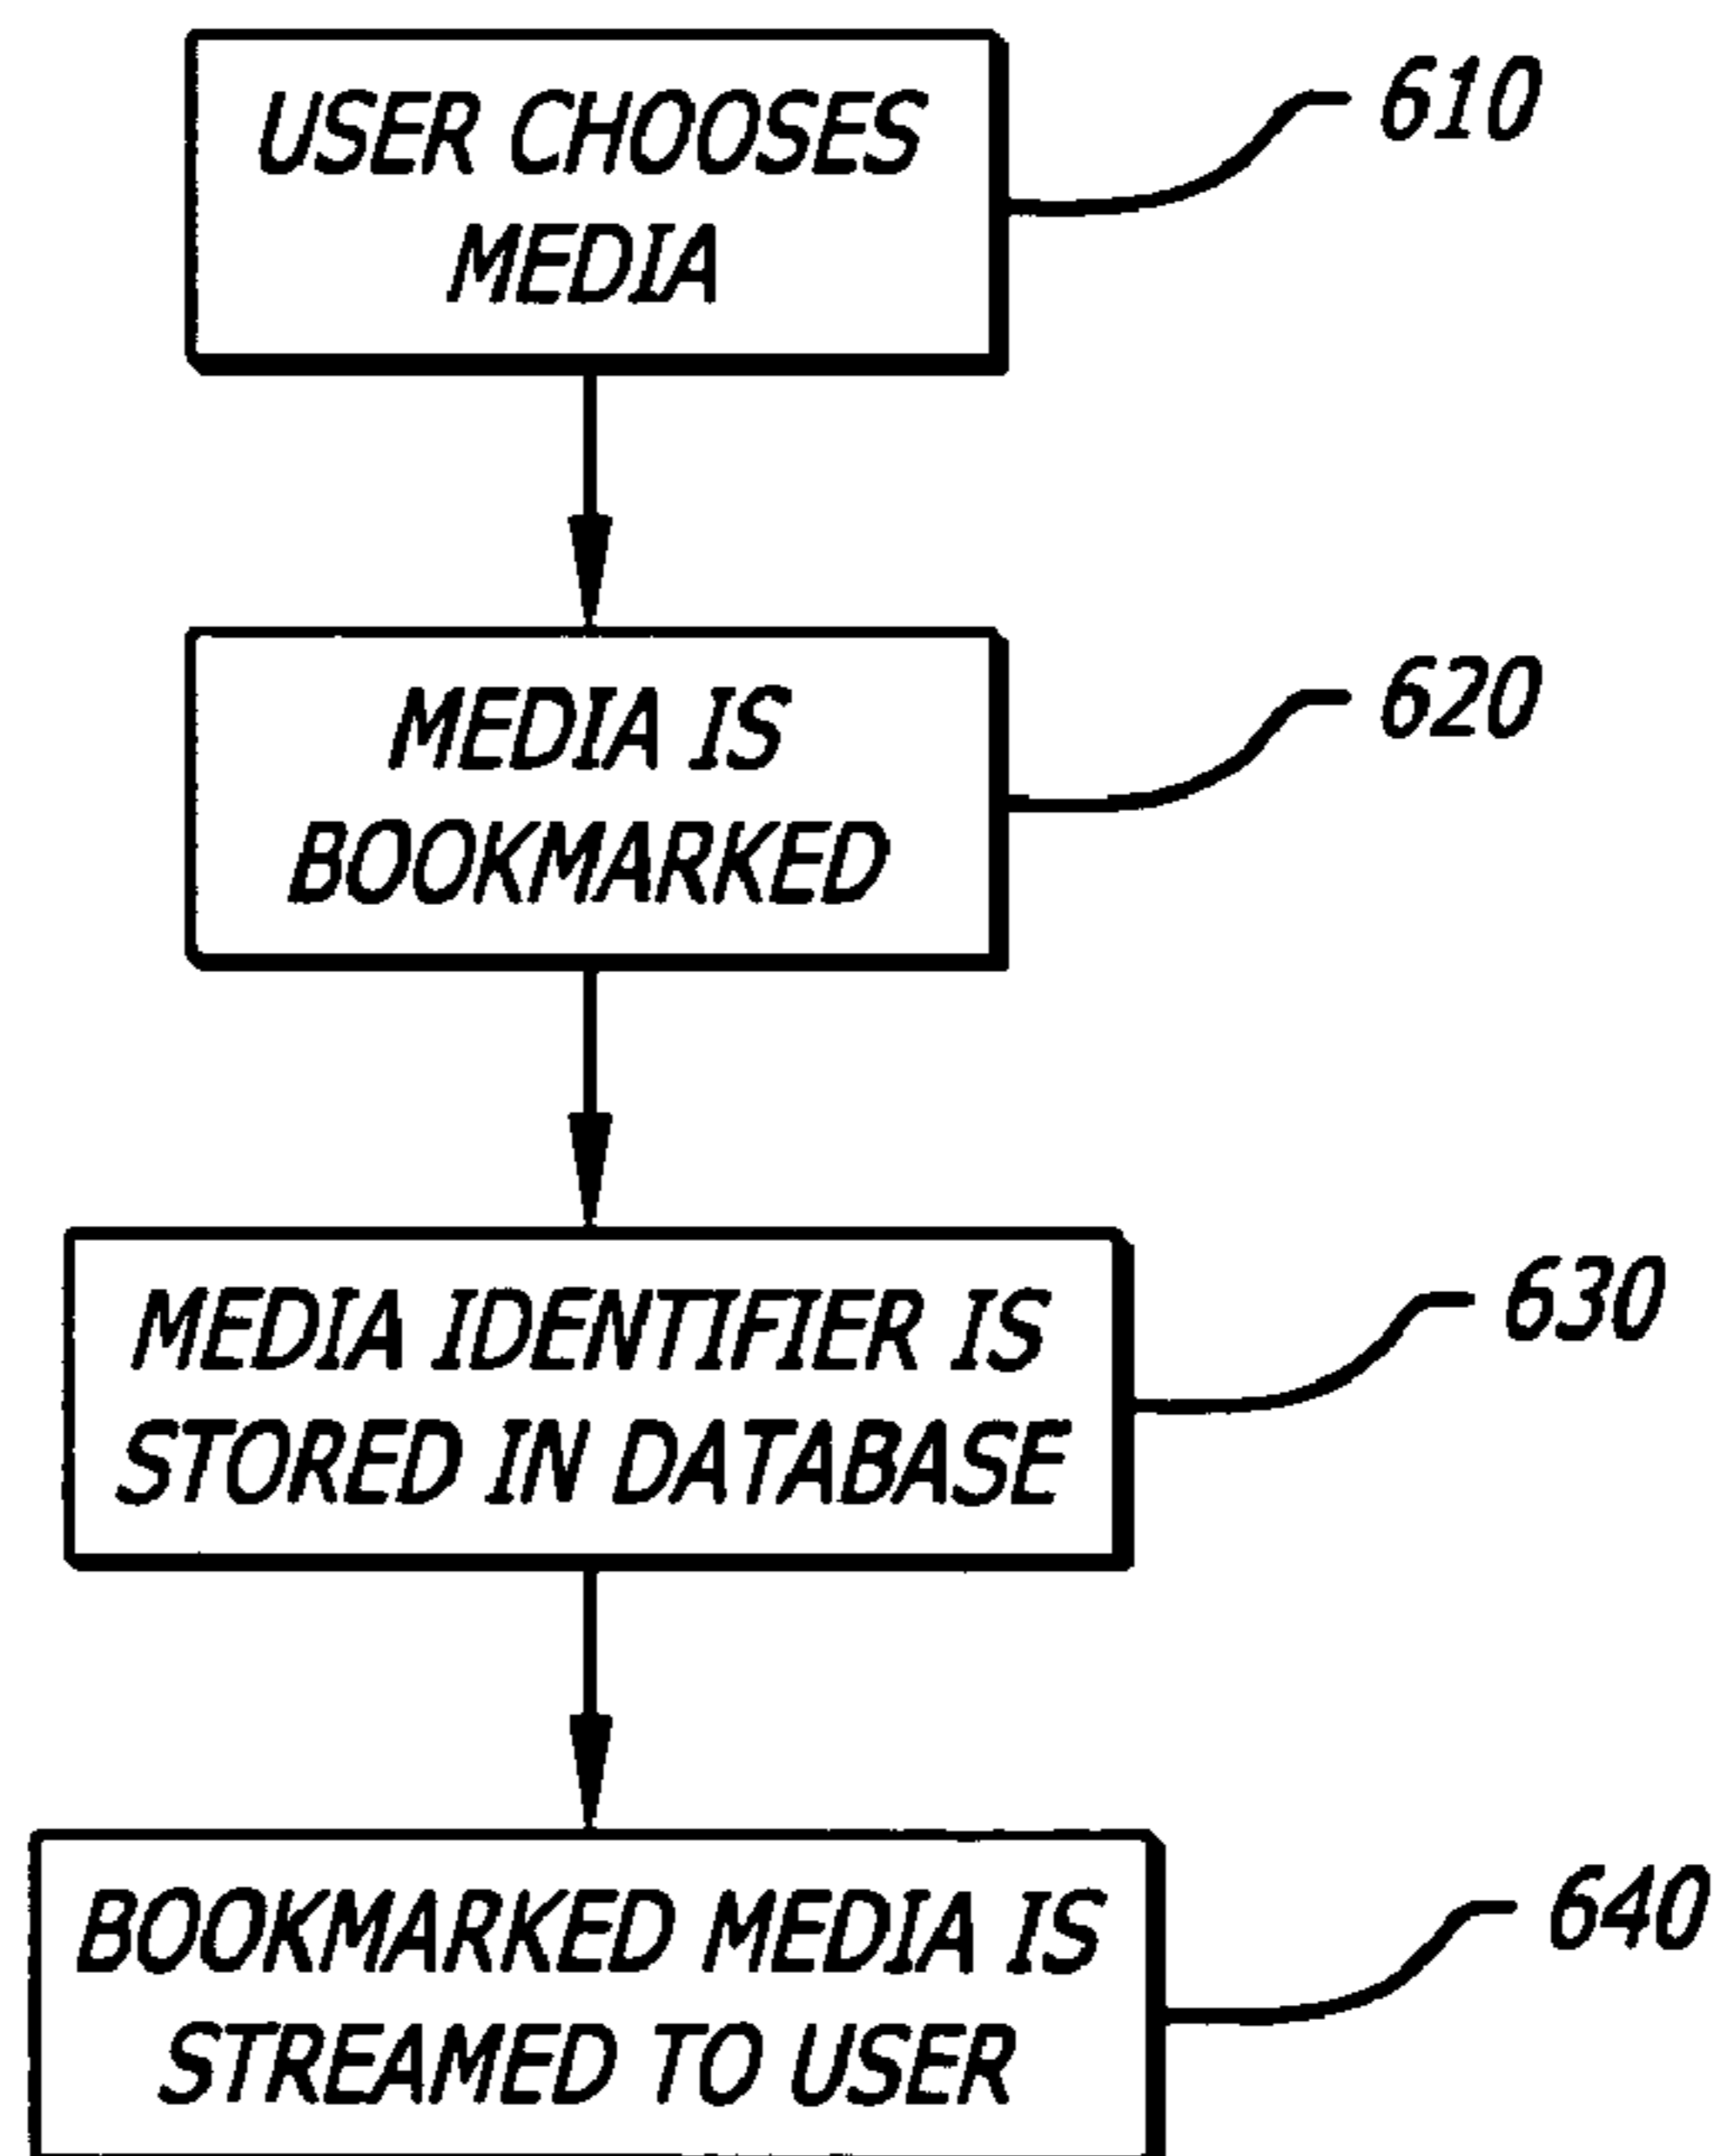 USER CHOOSES
MEDIA
610
MEDIA IS
BOOKMARKED
620
MEDIA IDENTIFIER IS
STORED IN DATABASE
630
BOOKMARKED MEDIA IS
STREAMED TO USER
640